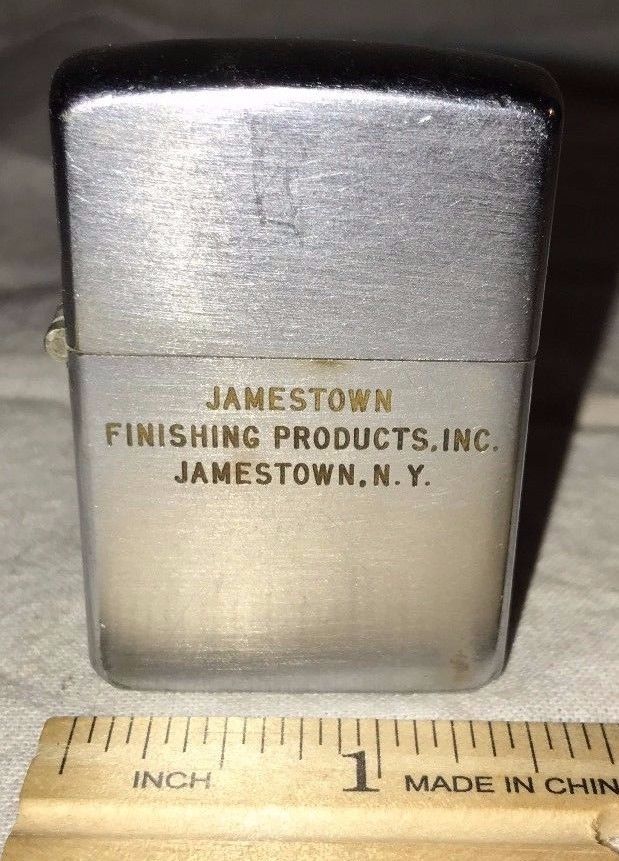 JAMESTOWN
FINISHING PRODUCTS, INC.
JAMESTOWN, N.Y.
INCH 1 MADE IN CHIN